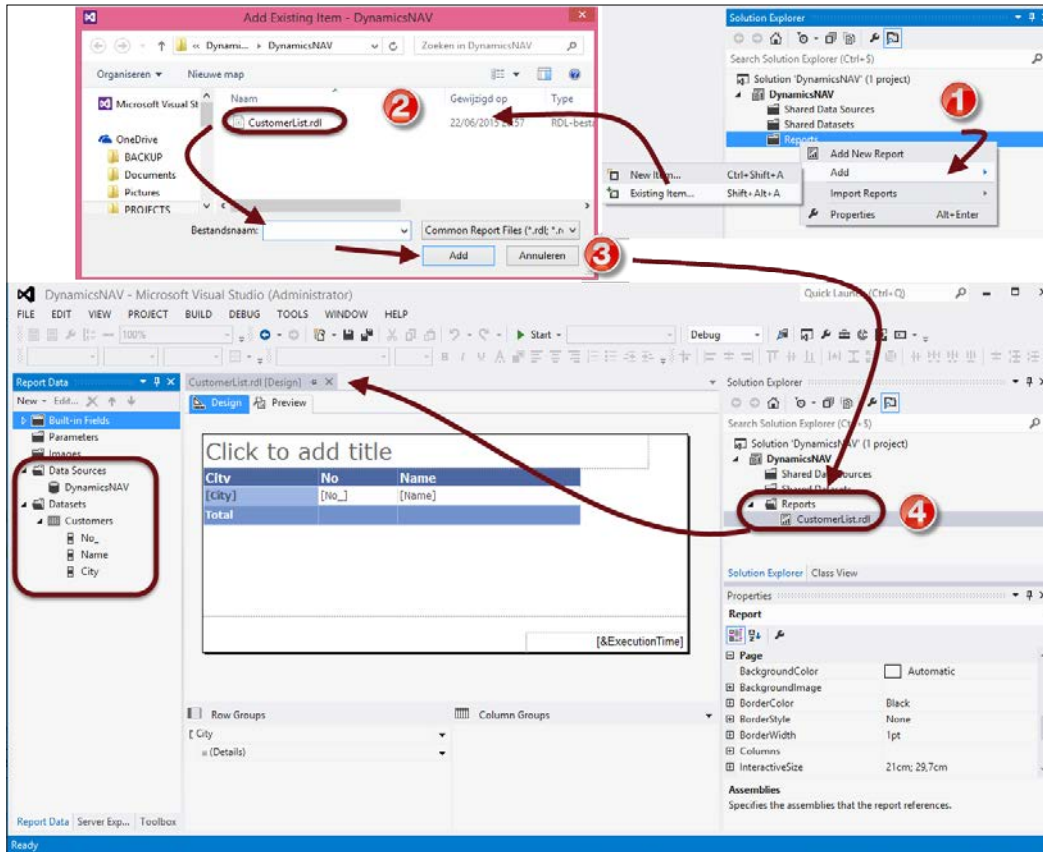 Add Existing Item - DynamicsNAV
« Dynami... › DynamicsNAV
Zoeken in DynamicsNAV
Organiseren
Nieuwe map
Microsoft Visual St
OneDrive
BACKUP
Documents
Pictures
PROJECTS
Naam
Gewijzigd op
Type
CustomerList.rdl
22/06/2015
RDL-besta
2
Bestandsnaam:
Common Report Files (*.rdl; *.r
Add
Annuleren
3
Solution Explorer
Search Solution Explorer (Ctrl+$)
Solution 'DynamicsNAV' (1 project)
DynamicsNAV
Shared Data Sources
Shared Datasets
Reports
1
Add New Report
Add
Import Reports
Properties Alt+Enter
New Item... Ctrl+Shift+A
Existing Item... Shift+Alt+A
DynamicsNAV - Microsoft Visual Studio (Administrator)
Quick Launch (Ctrl+Q)
FILE EDIT VIEW PROJECT BUILD DEBUG TOOLS WINDOW HELP
100%
Start
Debug
Report Data
New Edit...
Built-in Fields
Parameters
Images
Data Sources
DynamicsNAV
Datasets
Customers
No_
Name
City
CustomerList.rdl [Design]
Design
Preview
Click to add title
City No Name
[City] [No_] [Name]
Total
[&ExecutionTime]
Row Groups
Column Groups
[ City
(Details)
Solution Explorer
Search Solution Explorer (Ctrl+$)
Solution 'DynamicsNAV' (1 project)
DynamicsNAV
Shared Data Sources
Shared Datasets
Reports
CustomerList.rdl
4
Solution Explorer
Class View
Properties
Report
Page
BackgroundColor Automatic
BackgroundImage
BorderColor Black
BorderStyle None
BorderWidth 1pt
Columns
InteractiveSize 21cm; 29,7cm
Assemblies
Specifies the assemblies that the report references.
Report Data
Server Exp...
Toolbox
Ready